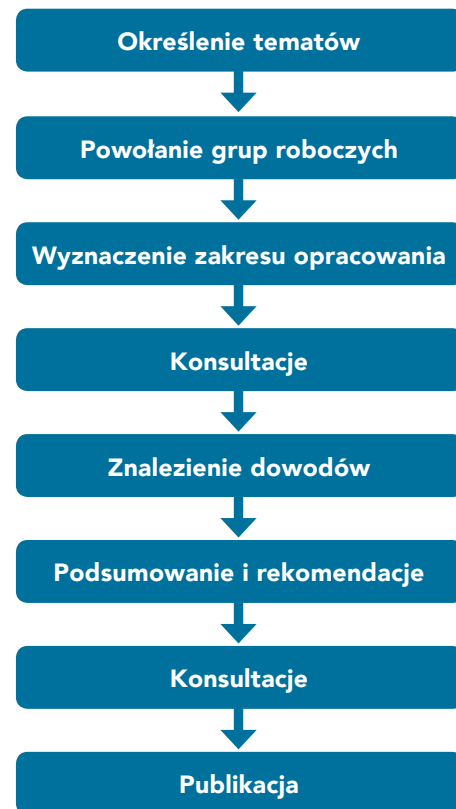 Określenie tematów
Powołanie grup roboczych
Wyznaczenie zakresu opracowania
Konsultacje
Znalezienie dowodów
Podsumowanie i rekomendacje
Konsultacje
Publikacja